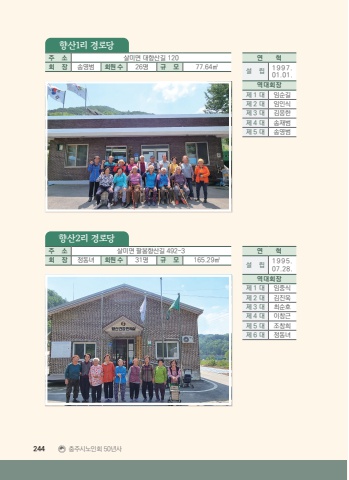 향산1리 경로당
주 소 살미면 대향산길 120
회 장 송영범 회원수 26명 규 모 77.64㎡
연 혁
설 립 1997. 01.01.
역대회장
제1대 임순길
제2대 임인식
제3대 김응한
제4대 송재범
제5대 송영범
향산2리 경로당
주 소 살미면 팔봉향산길 492-3
회 장 정동녀 회원수 31명 규 모 165.29㎡
연 혁
설 립 1995. 07.28.
역대회장
제1대 임종식
제2대 김진욱
제3대 최순호
제4대 이창근
제5대 조창희
제6대 정동녀
244 충주시노인회 50년사